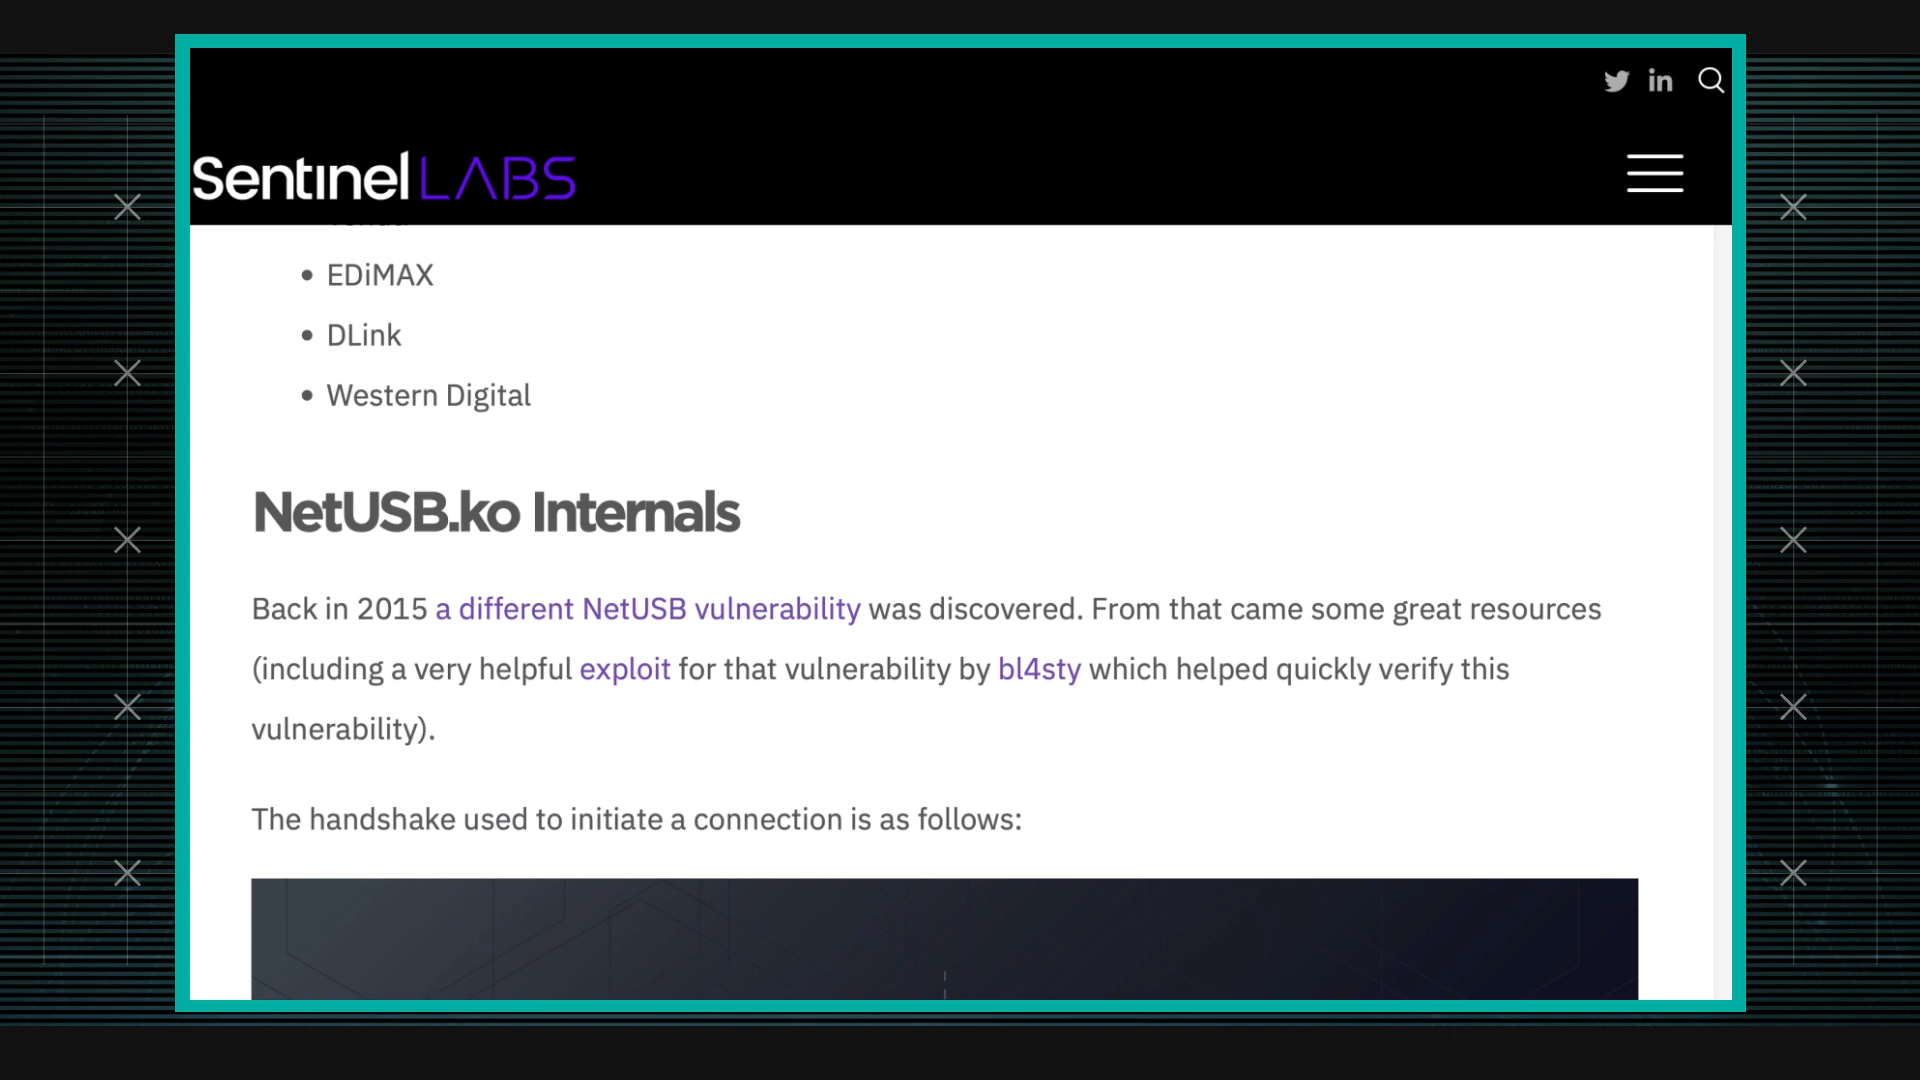 Sentinel LABS
• EDiMAX
• DLink
• Western Digital
NetUSB.ko Internals
Back in 2015 a different NetUSB vulnerability was discovered. From that came some great resources
(including a very helpful exploit for that vulnerability by bl4sty which helped quickly verify this
vulnerability).
The handshake used to initiate a connection is as follows: